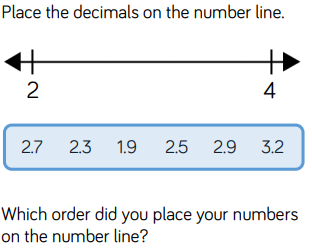 Place the decimals on the number line.
2 4
2.7 2.3 1.9 2.5 2.9 3.2
Which order did you place your numbers
on the number line?